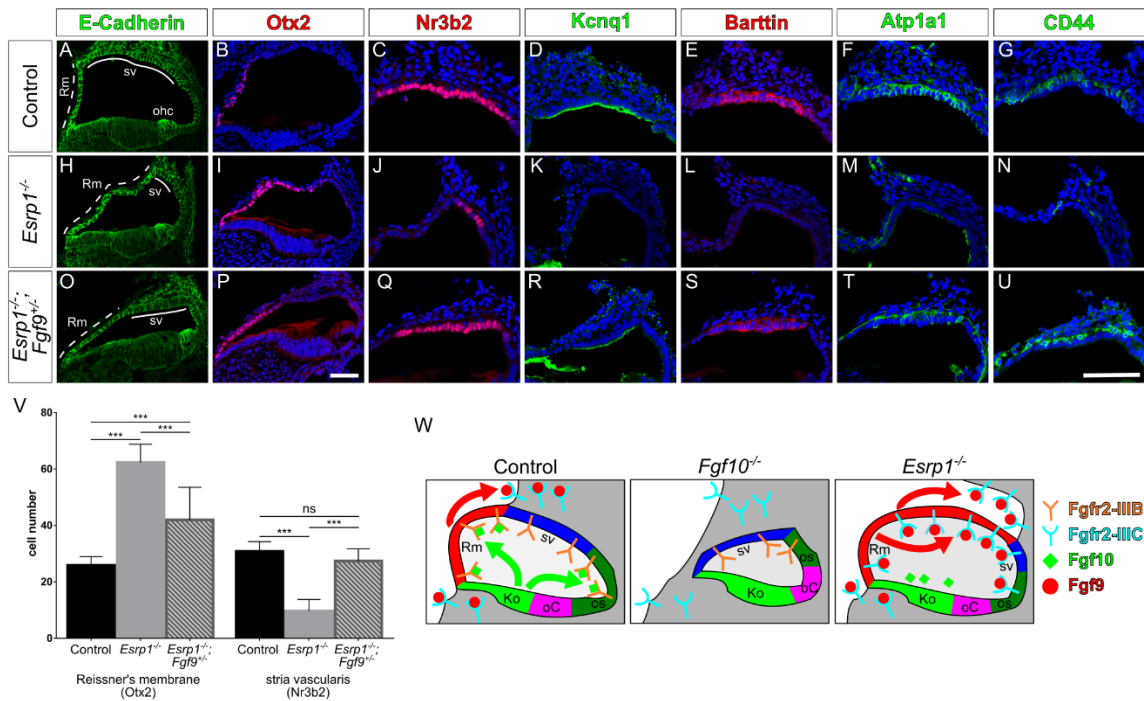 E-Cadherin Otx2 Nr3b2 Kcnq1 Barttin Atp1a1 CD44
Control
A Rm sv ohc B C D E F G
Esrp1-/-
H Rm sv I J K L M N
Esrp1-/-;
Fgf9+/-
O Rm sv P Q R S T U
V
80
60
40
20
0
cell number
***
***
***
ns
***
***
Control Esrp1-/- Esrp1-/-; Control Esrp1-/- Esrp1-/-;
Fgf9+/- Fgf9+/-
Reissner's membrane stria vascularis
(Otx2) (Nr3b2)
W
Control Fgf10-/- Esrp1-/-
Rm sv Ko oC os
sv os Ko oC
Rm sv Ko oC os
Fgfr2-IIIB
Fgfr2-IIIC
Fgf10
Fgf9